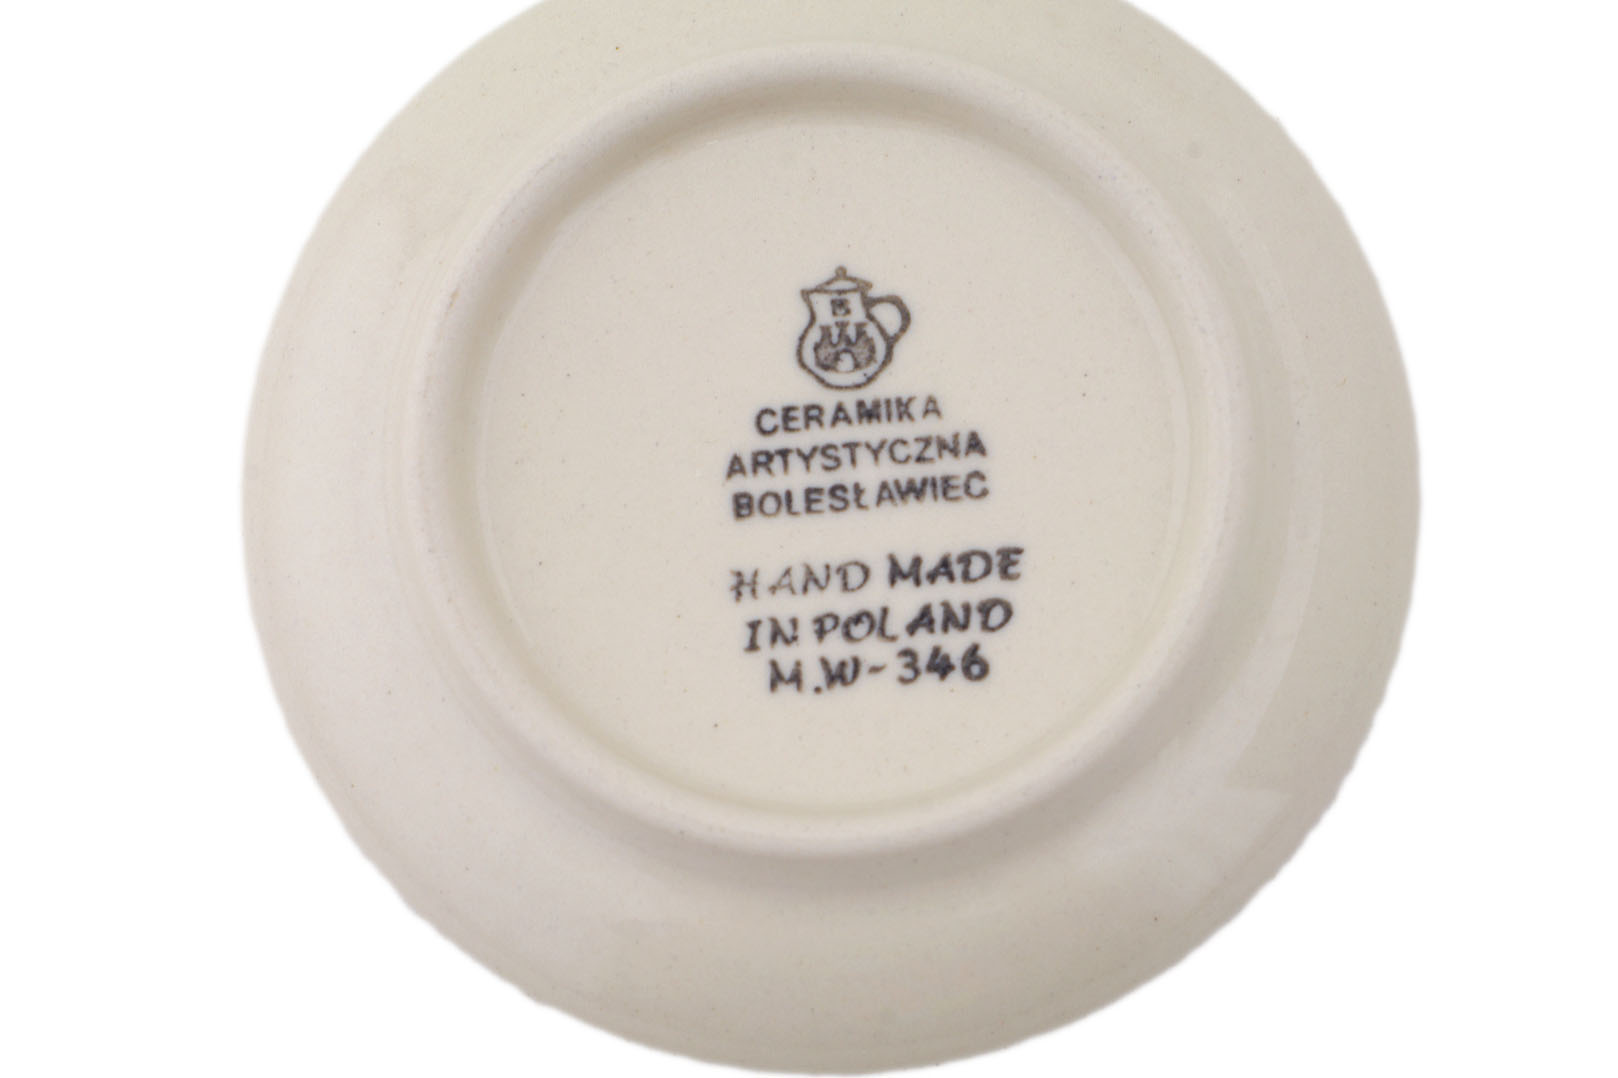 B
CERAMIKA
ARTYSTYCZNA
BOLESŁAWIEC
HAND MADE
IN POLAND
M.W-346